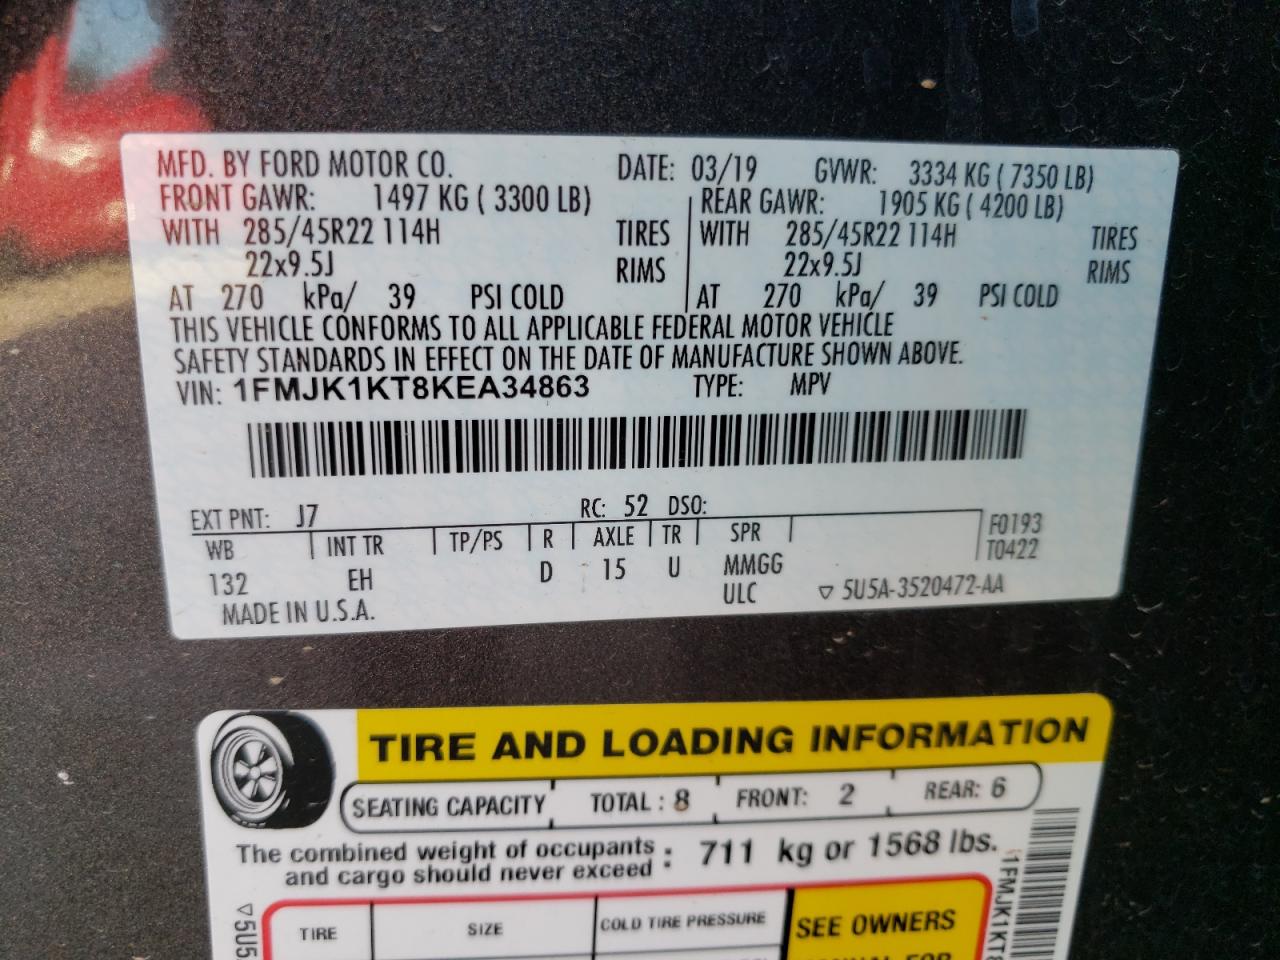 MFD. BY FORD MOTOR CO. DATE: 03/19 GVWR: 3334 KG ( 7350 LB)
FRONT GAWR: 1497 KG ( 3300 LB) REAR GAWR: 1905 KG ( 4200 LB)
WITH 285/45R22 114H TIRES WITH 285/45R22 114H TIRES
22x9.5J RIMS 22x9.5J RIMS
AT 270 kPa/ 39 PSI COLD AT 270 kPa/ 39 PSI COLD
THIS VEHICLE CONFORMS TO ALL APPLICABLE FEDERAL MOTOR VEHICLE
SAFETY STANDARDS IN EFFECT ON THE DATE OF MANUFACTURE SHOWN ABOVE.
VIN: 1FMJK1KT8KEA34863 TYPE: MPV
EXT PNT: J7 RC: 52 DSO:
WB INT TR TP/PS R AXLE TR SPR F0193
T0422
132 EH D 15 U MMGG
ULC ▽ 5U5A-3520472-AA
MADE IN U.S.A.
TIRE AND LOADING INFORMATION
SEATING CAPACITY TOTAL : 8 FRONT: 2 REAR: 6
The combined weight of occupants
and cargo should never exceed : 711 kg or 1568 lbs.
TIRE SIZE COLD TIRE PRESSURE SEE OWNERS
▽5U5
1FMJK1KT8